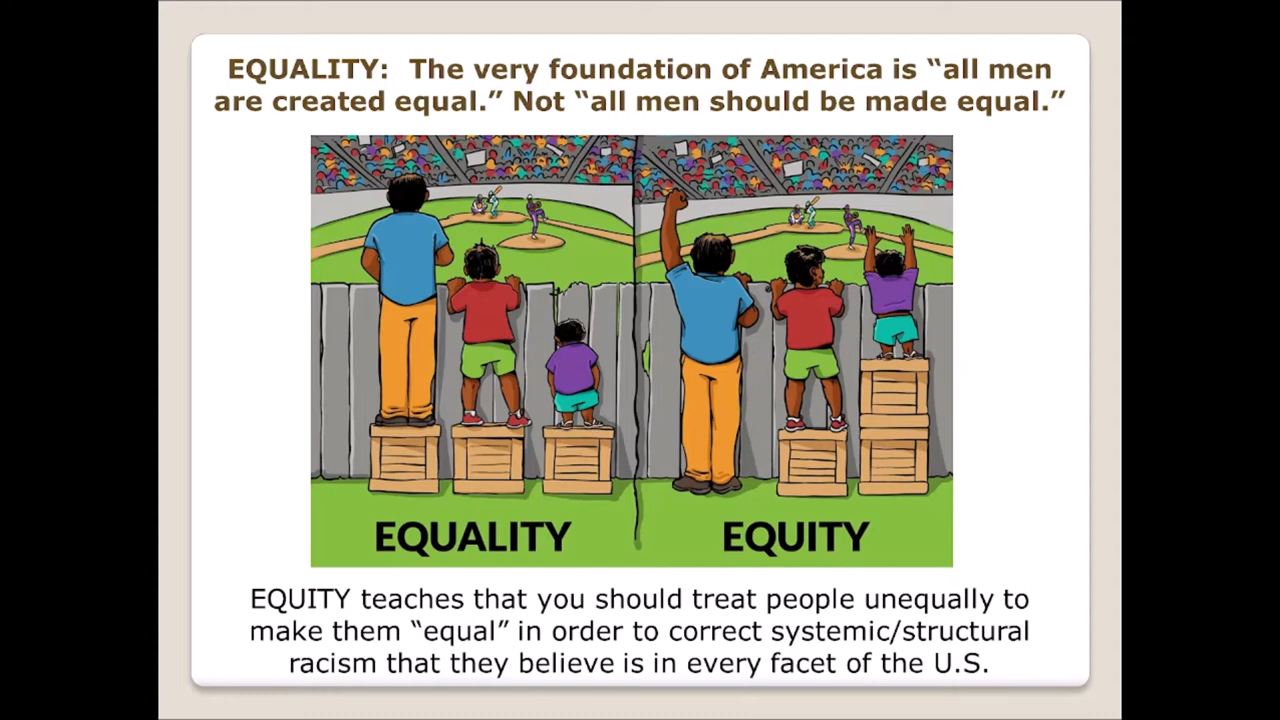 EQUALITY: The very foundation of America is “all men
are created equal.” Not “all men should be made equal.”
EQUALITY
EQUITY
EQUITY teaches that you should treat people unequally to
make them “equal” in order to correct systemic/structural
racism that they believe is in every facet of the U.S.